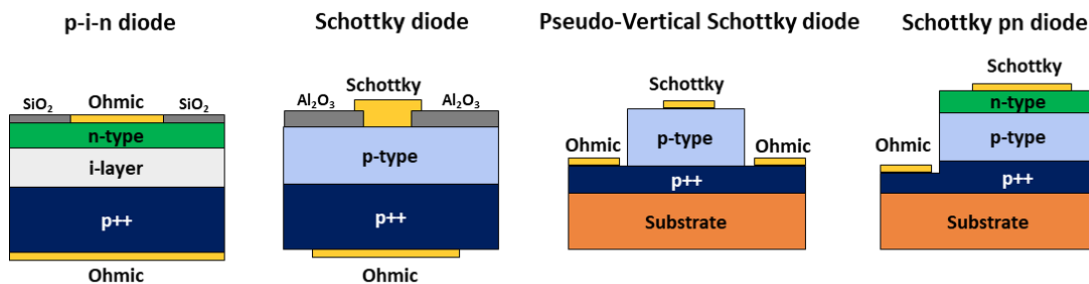 p-i-n diode
SiO₂ Ohmic SiO₂
n-type
i-layer
p++
Ohmic
Schottky diode
Schottky
Al₂O₃ Al₂O₃
p-type
p++
Ohmic
Pseudo-Vertical Schottky diode
Schottky
p-type
Ohmic Ohmic
p++
Substrate
Schottky pn diode
Schottky
n-type
p-type
Ohmic
p++
Substrate